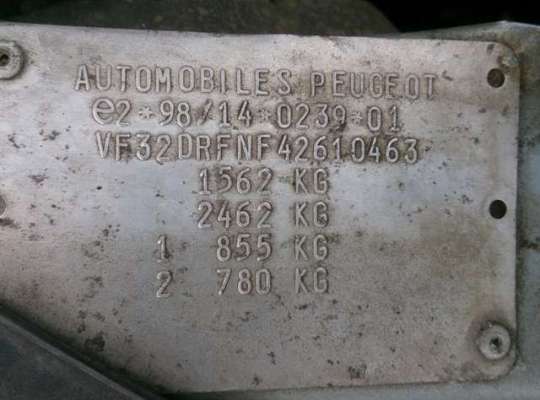 AUTOMOBILES PEUGEOT
e2*98/14*0239*01
VF32DRFNF42610463
1562 KG
2462 KG
1 855 KG
2 780 KG